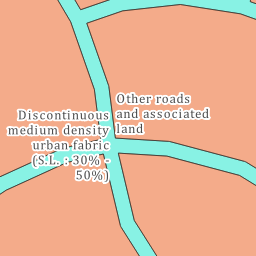 Other roads
and associated
land
Discontinuous
medium density
urban fabric
(S.L. : 30% -
50%)